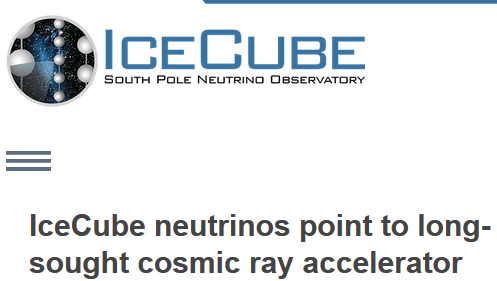 ICECUBE
SOUTH POLE NEUTRINO OBSERVATORY
IceCube neutrinos point to long-
sought cosmic ray accelerator